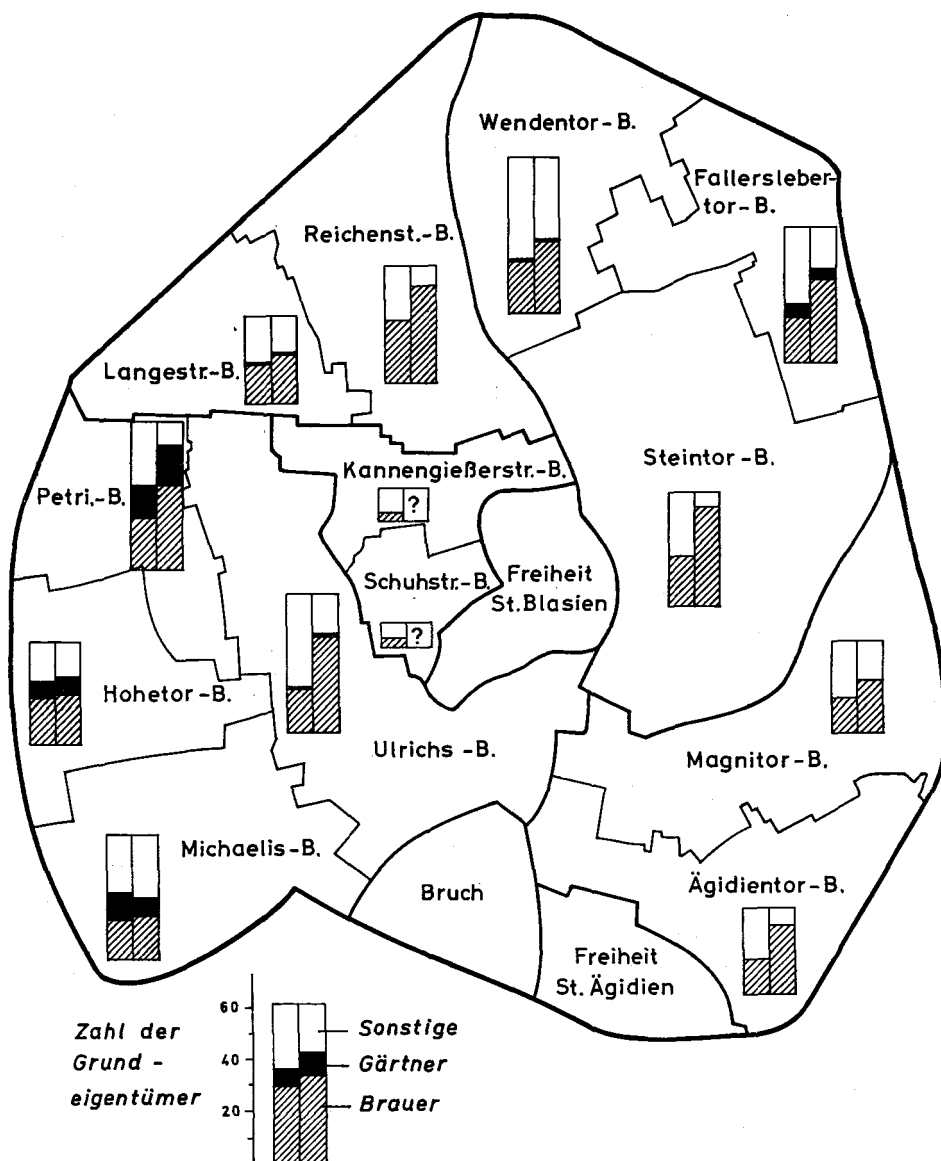 Wendentor-B.
Fallersleber-
tor-B.
Reichenst.-B.
Langestr.-B.
Kannengießerstr.-B.
Steintor-B.
Petri.-B.
?
Schuhstr.-B.
Freiheit
St.Blasien
?
Hohetor-B.
Ulrichs-B.
Magnitor-B.
Michaelis-B.
Bruch
Ägidientor-B.
Freiheit
St. Ägidien
Zahl der
Grund-
eigentümer
60
40
20
Sonstige
Gärtner
Brauer